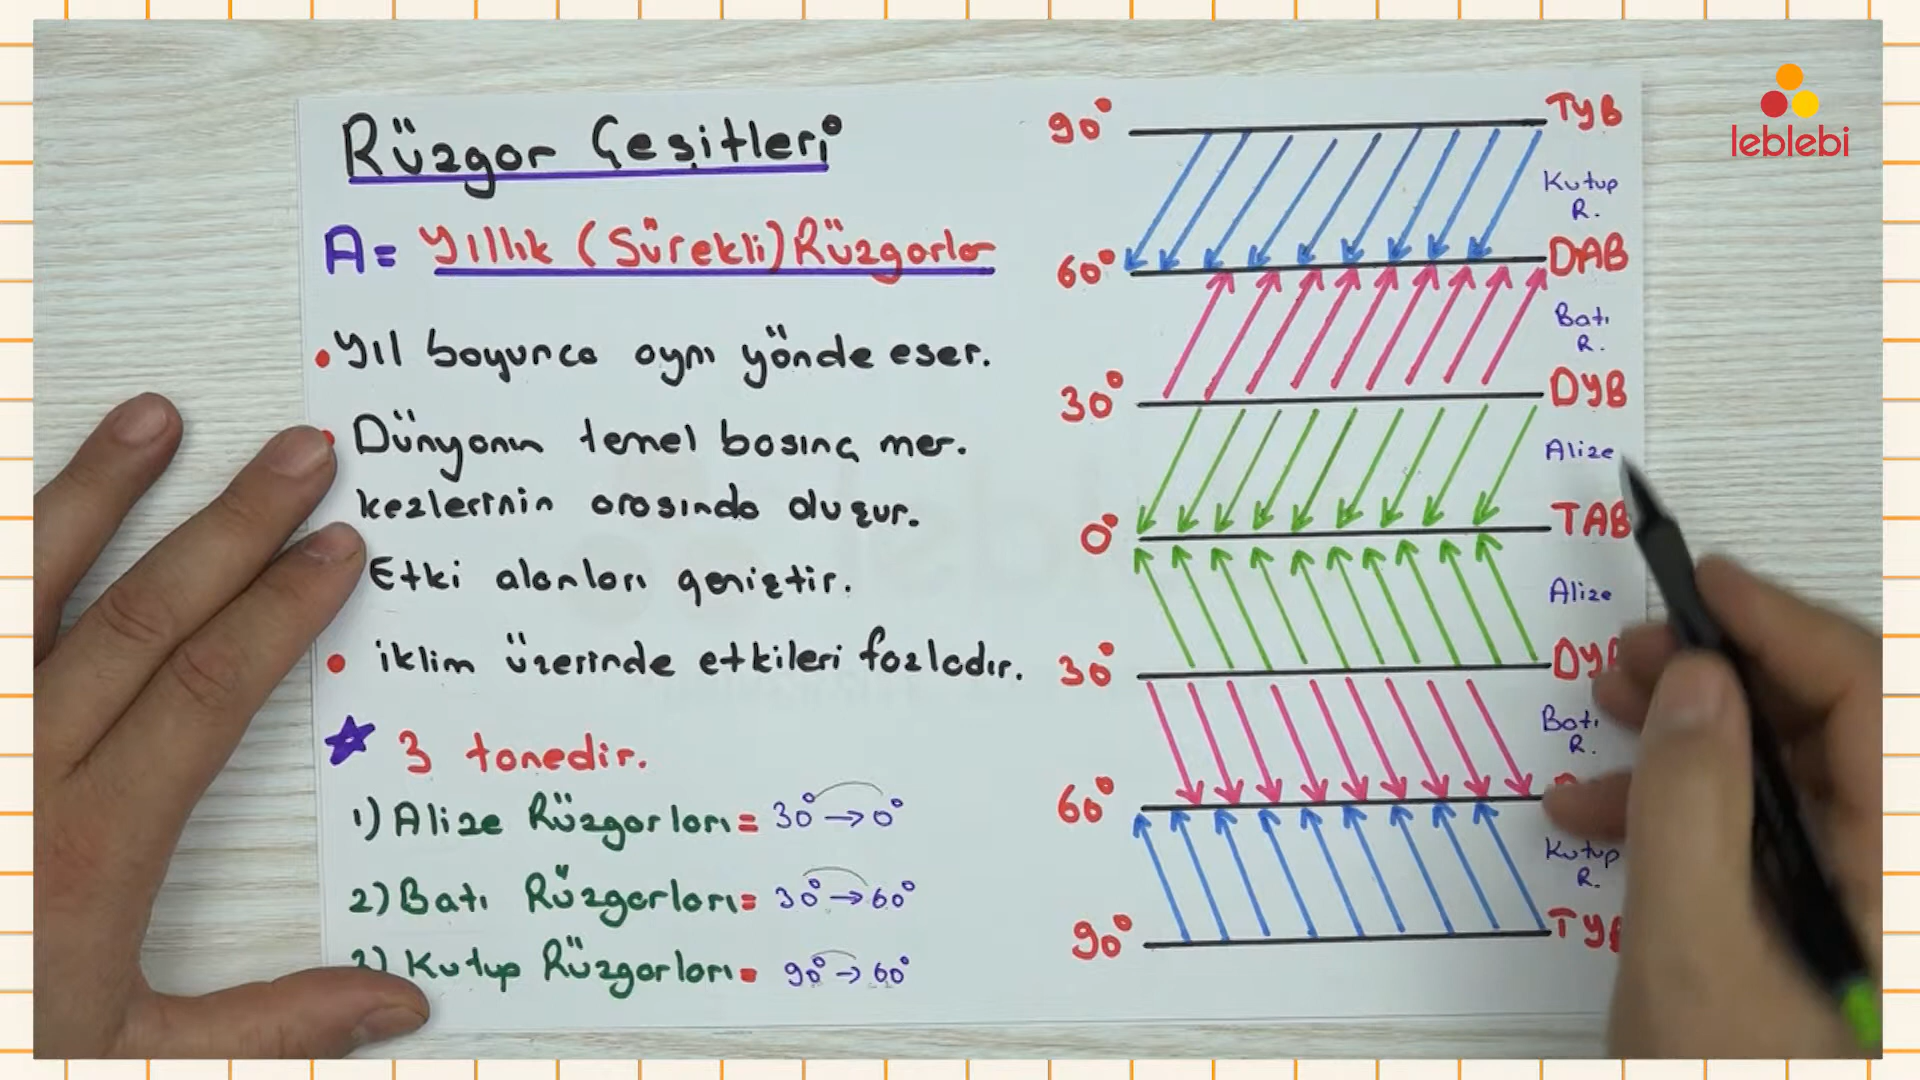 Rüzgar Çeşitleri
A= Yıllık (Sürekli) Rüzgarlar
• Yıl boyunca aynı yönde eser.
• Dünyanın temel basınç mer.
kezlerinin arasında oluşur.
Etki alanları geniştir.
• iklim üzerinde etkileri fazladır.
★ 3 tanedir.
1) Alize Rüzgarları = 30° → 0°
2) Batı Rüzgarları = 30° → 60°
3) Kutup Rüzgarları = 90° → 60°
90° TYB
Kutup
R.
60° DAB
Batı
R.
30° DYB
Alize
0° TAB
Alize
30° DYB
Batı
R.
60°
Kutup
R.
90° TYB
leblebi